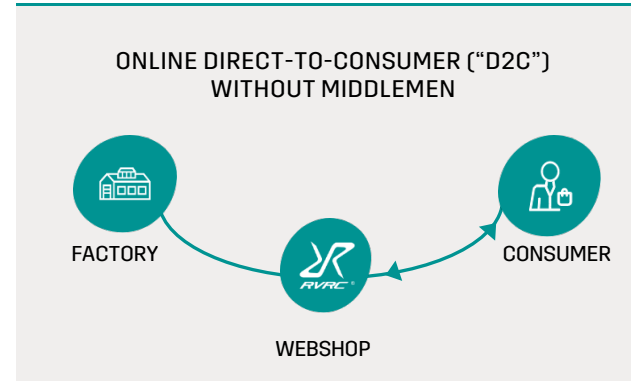 ONLINE DIRECT-TO-CONSUMER (“D2C”)
WITHOUT MIDDLEMEN
FACTORY
CONSUMER
RVRC®
WEBSHOP